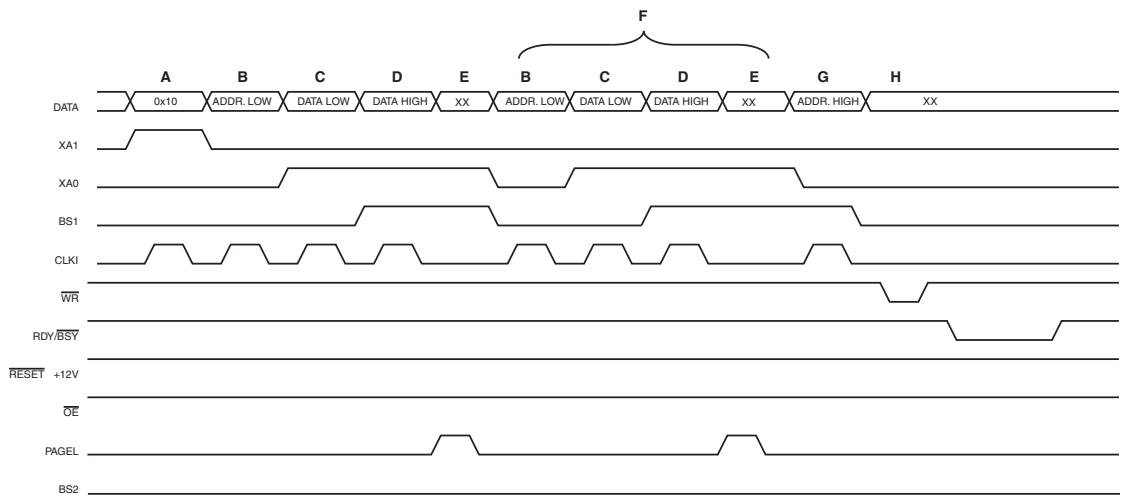 F
A B C D E B C D E G H
DATA 0x10 ADDR. LOW DATA LOW DATA HIGH XX ADDR. LOW DATA LOW DATA HIGH XX ADDR. HIGH XX
XA1
XA0
BS1
CLKI
WR
RDY/BSY
RESET +12V
OE
PAGEL
BS2